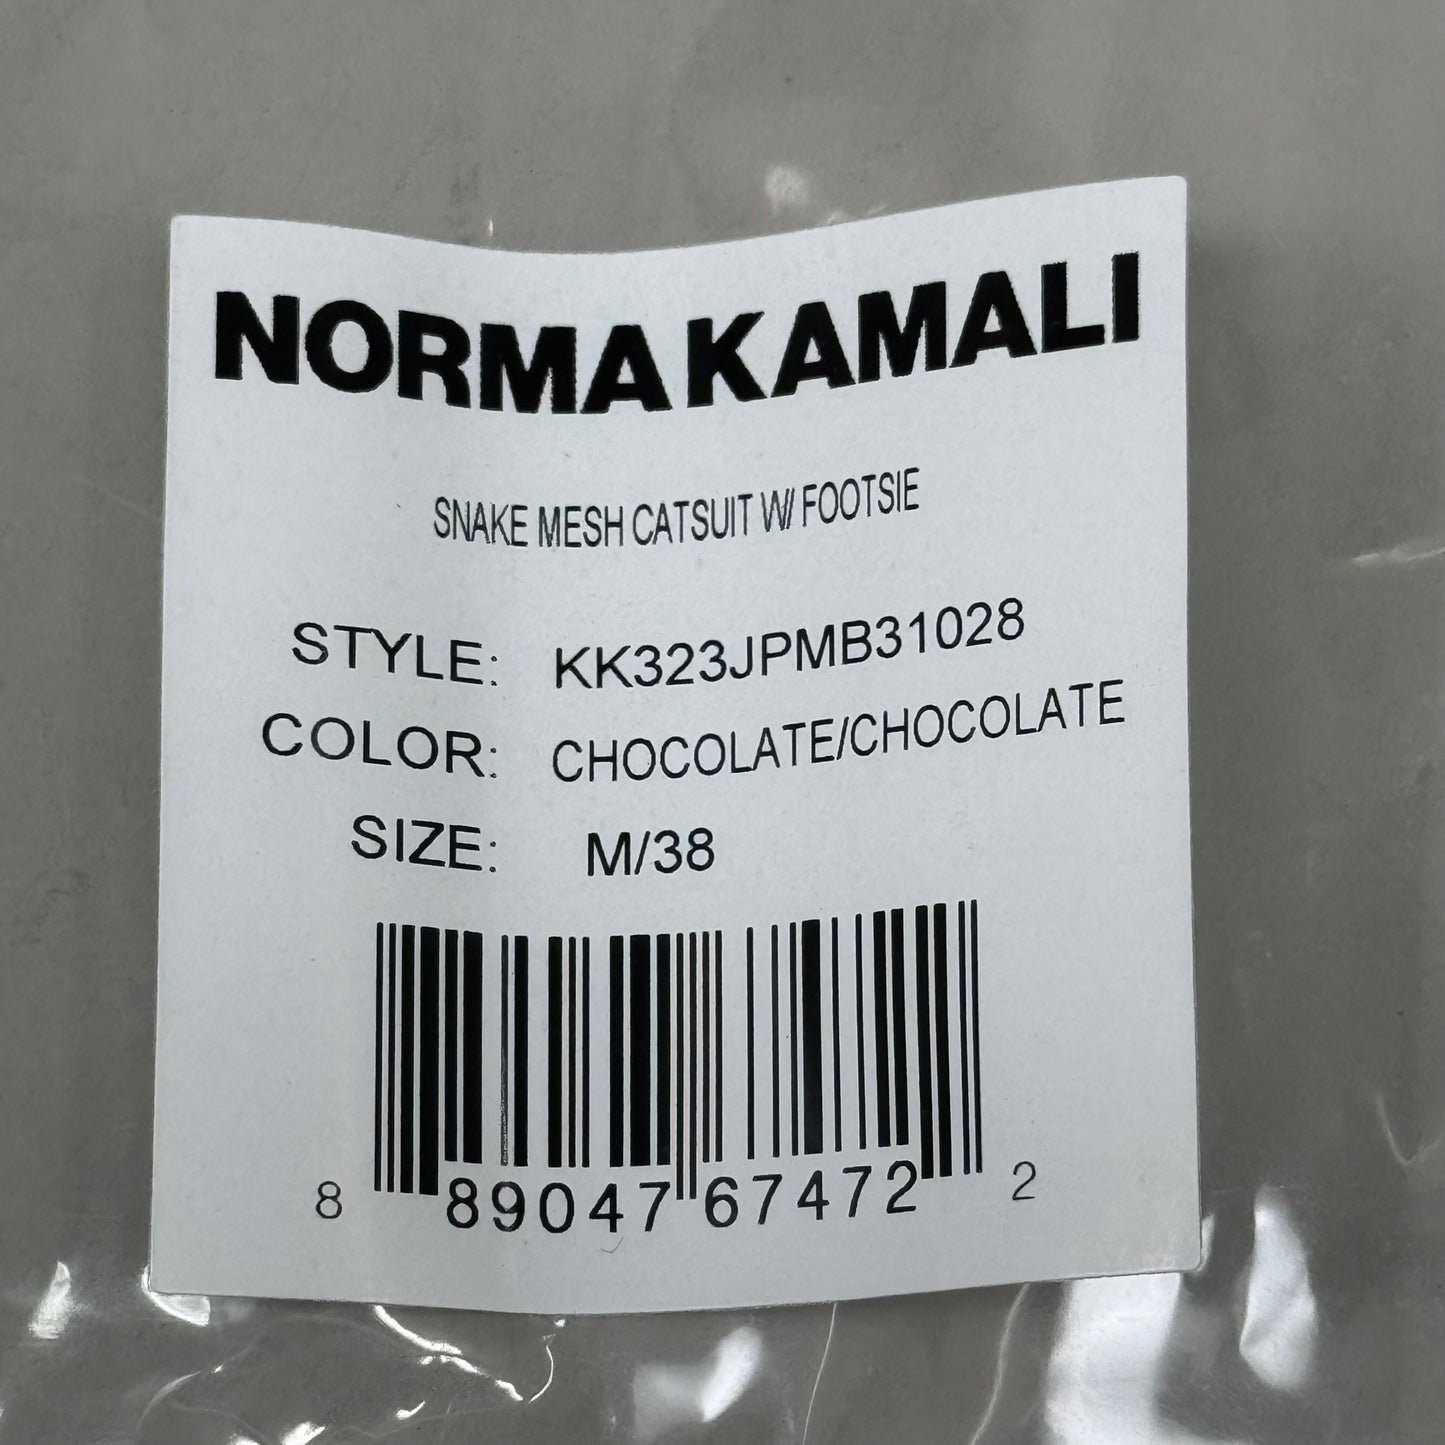 NORMA KAMALI
SNAKE MESH CATSUIT W/ FOOTSIE
STYLE: KK323JPMB31028
COLOR: CHOCOLATE/CHOCOLATE
SIZE: M/38
8 89047 67472 2